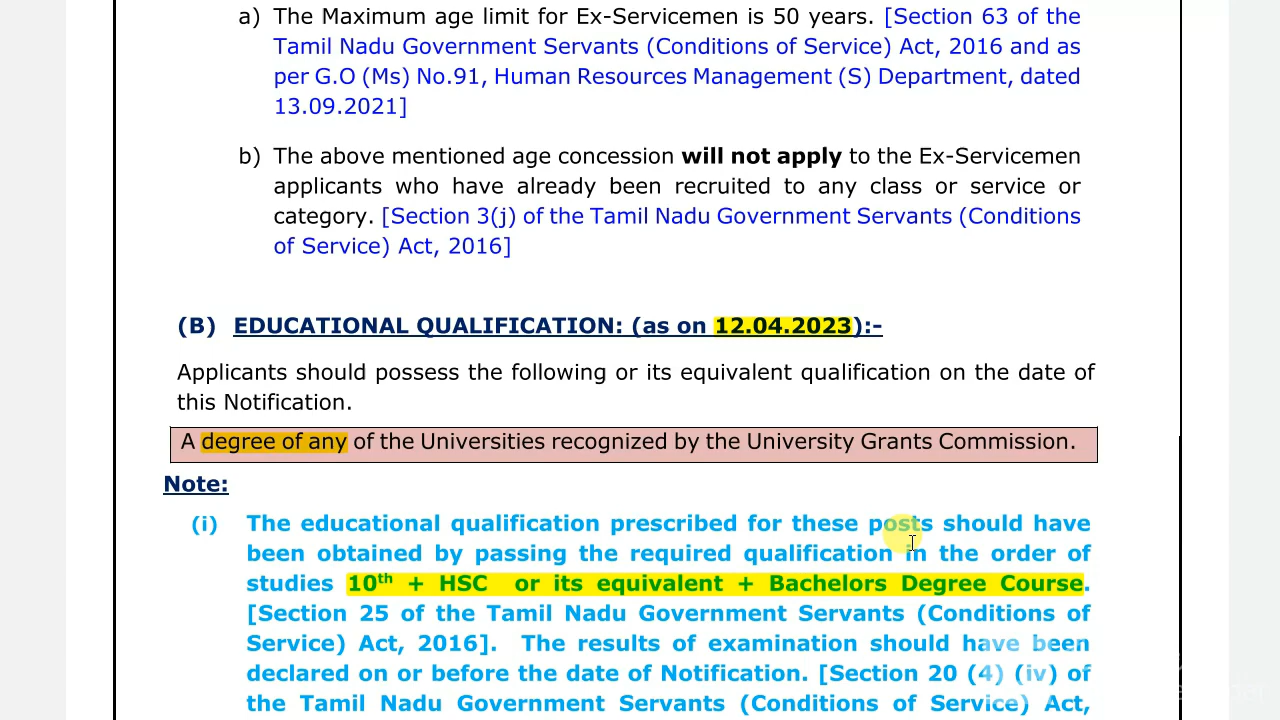 a) The Maximum age limit for Ex-Servicemen is 50 years. [Section 63 of the
Tamil Nadu Government Servants (Conditions of Service) Act, 2016 and as
per G.O (Ms) No.91, Human Resources Management (S) Department, dated
13.09.2021]
b) The above mentioned age concession will not apply to the Ex-Servicemen
applicants who have already been recruited to any class or service or
category. [Section 3(j) of the Tamil Nadu Government Servants (Conditions
of Service) Act, 2016]
(B) EDUCATIONAL QUALIFICATION: (as on 12.04.2023):-
Applicants should possess the following or its equivalent qualification on the date of
this Notification.
A degree of any of the Universities recognized by the University Grants Commission.
Note:
(i) The educational qualification prescribed for these posts should have
been obtained by passing the required qualification in the order of
studies 10th + HSC or its equivalent + Bachelors Degree Course.
[Section 25 of the Tamil Nadu Government Servants (Conditions of
Service) Act, 2016]. The results of examination should have been
declared on or before the date of Notification. [Section 20 (4) (iv) of
the Tamil Nadu Government Servants (Conditions of Service) Act,